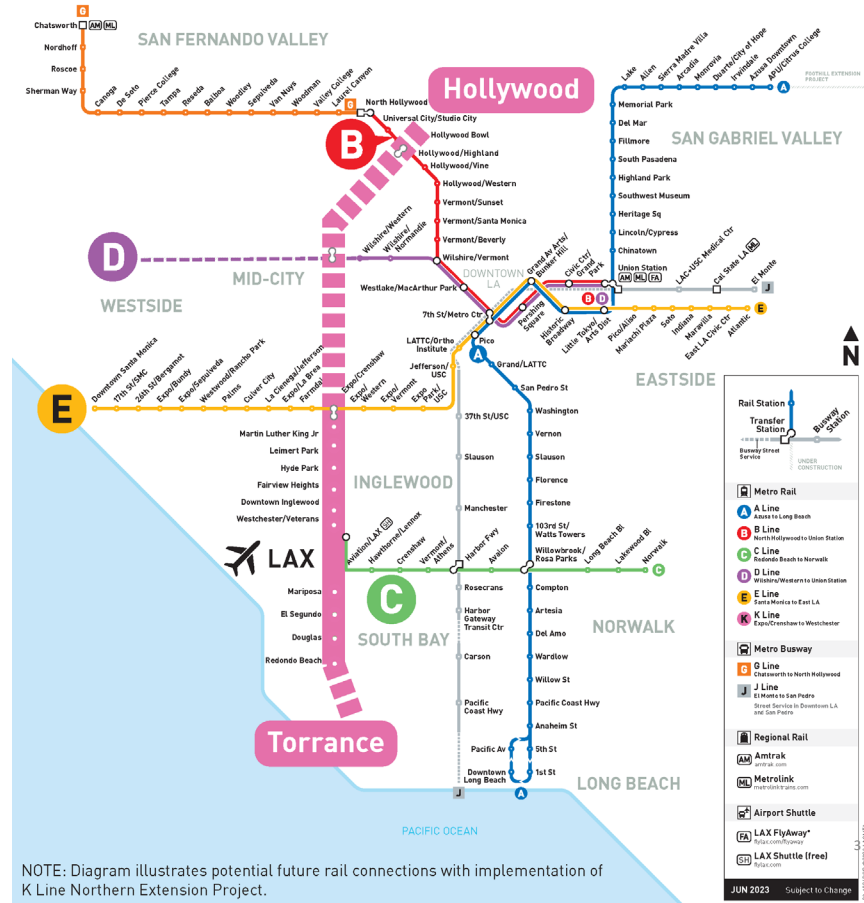 G
Chatsworth AM ML
Nordhoff
Roscoe
Sherman Way
SAN FERNANDO VALLEY
Canoga
De Soto
Pierce College
Tampa
Reseda
Balboa
Woodley
Sepulveda
Van Nuys
Woodman
Valley College
Laurel Canyon
G
North Hollywood
Universal City/Studio City
Hollywood
Hollywood Bowl
B
Hollywood/Highland
Hollywood/Vine
Hollywood/Western
Vermont/Sunset
Vermont/Santa Monica
Vermont/Beverly
Wilshire/Vermont
Lake
Allen
Sierra Madre Villa
Arcadia
Monrovia
Duarte/City of Hope
Irwindale
Azusa Downtown
APU/Citrus College
A
FOOTHILL EXTENSION
PROJECT
Memorial Park
Del Mar
Fillmore
South Pasadena
Highland Park
Southwest Museum
Heritage Sq
Lincoln/Cypress
Chinatown
Union Station
AM ML FA
SAN GABRIEL VALLEY
D
WESTSIDE
MID-CITY
Wilshire/Western
Wilshire/
Normandie
Westlake/MacArthur Park
DOWNTOWN
LA
Grand Av Arts/
Bunker Hill
Civic Ctr/
Grand
Park
B
D
LAC+USC Medical Ctr
Cal State LA ML
El Monte
J
7th St/Metro Ctr
Pershing
Square
Historic
Broadway
Little Tokyo/
Arts Dist
Pico/Aliso
Mariachi Plaza
Soto
Indiana
Maravilla
East LA Civic Ctr
Atlantic
E
EASTSIDE
LATTC/Ortho
Institute
Pico
A
Jefferson/
USC
Grand/LATTC
San Pedro St
E
Downtown Santa Monica
17th St/SMC
26th St/Bergamot
Expo/Bundy
Expo/Sepulveda
Westwood/Rancho Park
Palms
Culver City
La Cienega/Jefferson
Expo/La Brea
Farmdale
Expo/Crenshaw
Expo/
Western
Expo/
Vermont
Expo
Park/
USC
Martin Luther King Jr
Leimert Park
Hyde Park
Fairview Heights
Downtown Inglewood
Westchester/Veterans
INGLEWOOD
37th St/USC
Slauson
Manchester
Washington
Vernon
Slauson
Florence
Firestone
103rd St/
Watts Towers
Willowbrook/
Rosa Parks
LAX
Aviation/LAX SH
Hawthorne/Lennox
Crenshaw
Vermont/
Athens
Harbor Fwy
Avalon
Long Beach Bl
Lakewood Bl
Norwalk
C
C
SOUTH BAY
NORWALK
Mariposa
El Segundo
Douglas
Redondo Beach
Torrance
Rosecrans
Harbor
Gateway
Transit Ctr
Carson
Pacific
Coast Hwy
Compton
Artesia
Del Amo
Wardlow
Willow St
Pacific Coast Hwy
Anaheim St
Pacific Av
5th St
Downtown
Long Beach
1st St
J
A
LONG BEACH
PACIFIC OCEAN
NOTE: Diagram illustrates potential future rail connections with implementation of
K Line Northern Extension Project.
N
Rail Station
Transfer
Station
Busway
Station
Busway Street
Service
UNDER
CONSTRUCTION
Metro Rail
A
A Line
Azusa to Long Beach
B
B Line
North Hollywood to Union Station
C
C Line
Redondo Beach to Norwalk
D
D Line
Wilshire/Western to Union Station
E
E Line
Santa Monica to East LA
K
K Line
Expo/Crenshaw to Westchester
Metro Busway
G
G Line
Chatsworth to North Hollywood
J
J Line
El Monte to San Pedro
Street Service in Downtown LA
and San Pedro
Regional Rail
AM
Amtrak
amtrak.com
ML
Metrolink
metrolinktrains.com
Airport Shuttle
FA
LAX FlyAway*
flylax.com/flyaway
SH
LAX Shuttle (free)
flylax.com
JUN 2023 Subject to Change
3